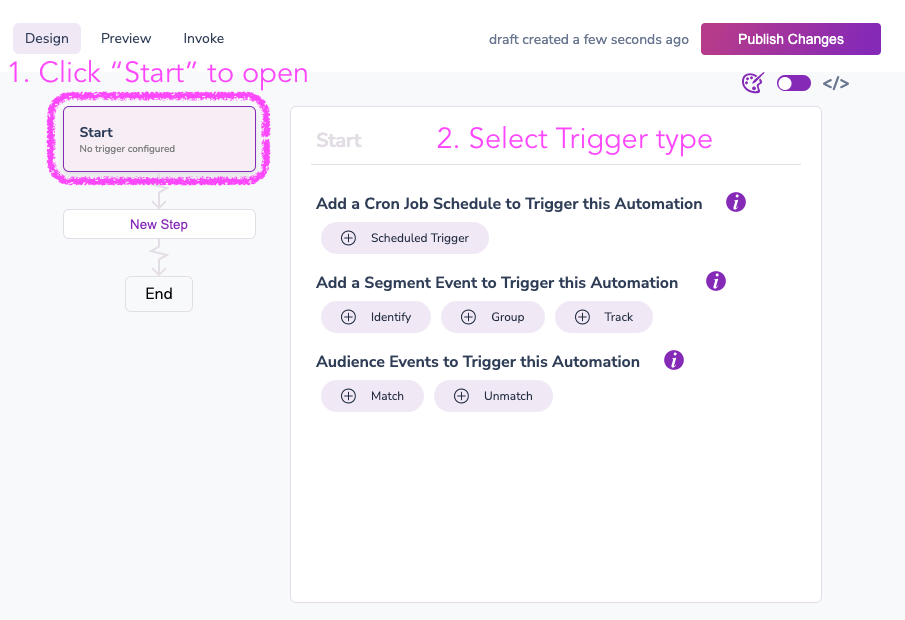 Design Preview Invoke draft created a few seconds ago Publish Changes
1. Click “Start” to open
</>
Start
No trigger configured
New Step
End
Start 2. Select Trigger type
Add a Cron Job Schedule to Trigger this Automation i
Scheduled Trigger
Add a Segment Event to Trigger this Automation i
Identify Group Track
Audience Events to Trigger this Automation i
Match Unmatch